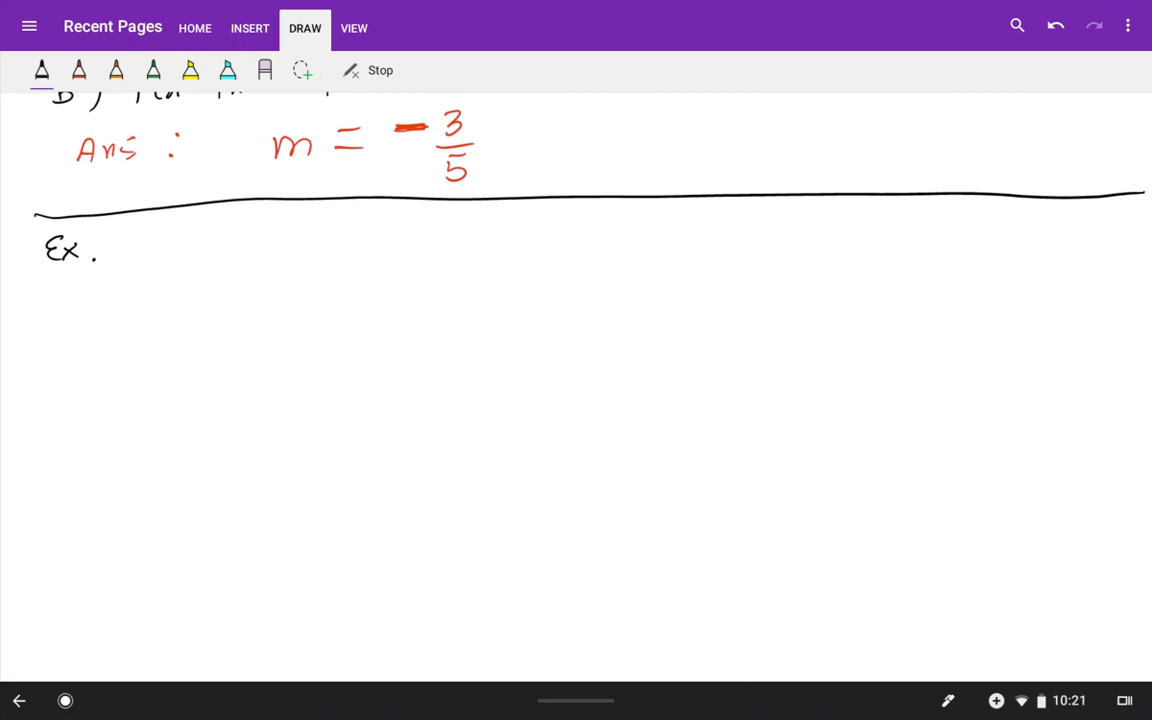 Recent Pages HOME INSERT DRAW VIEW
Stop
B)
Ans : m = - 3/5
Ex.
10:21